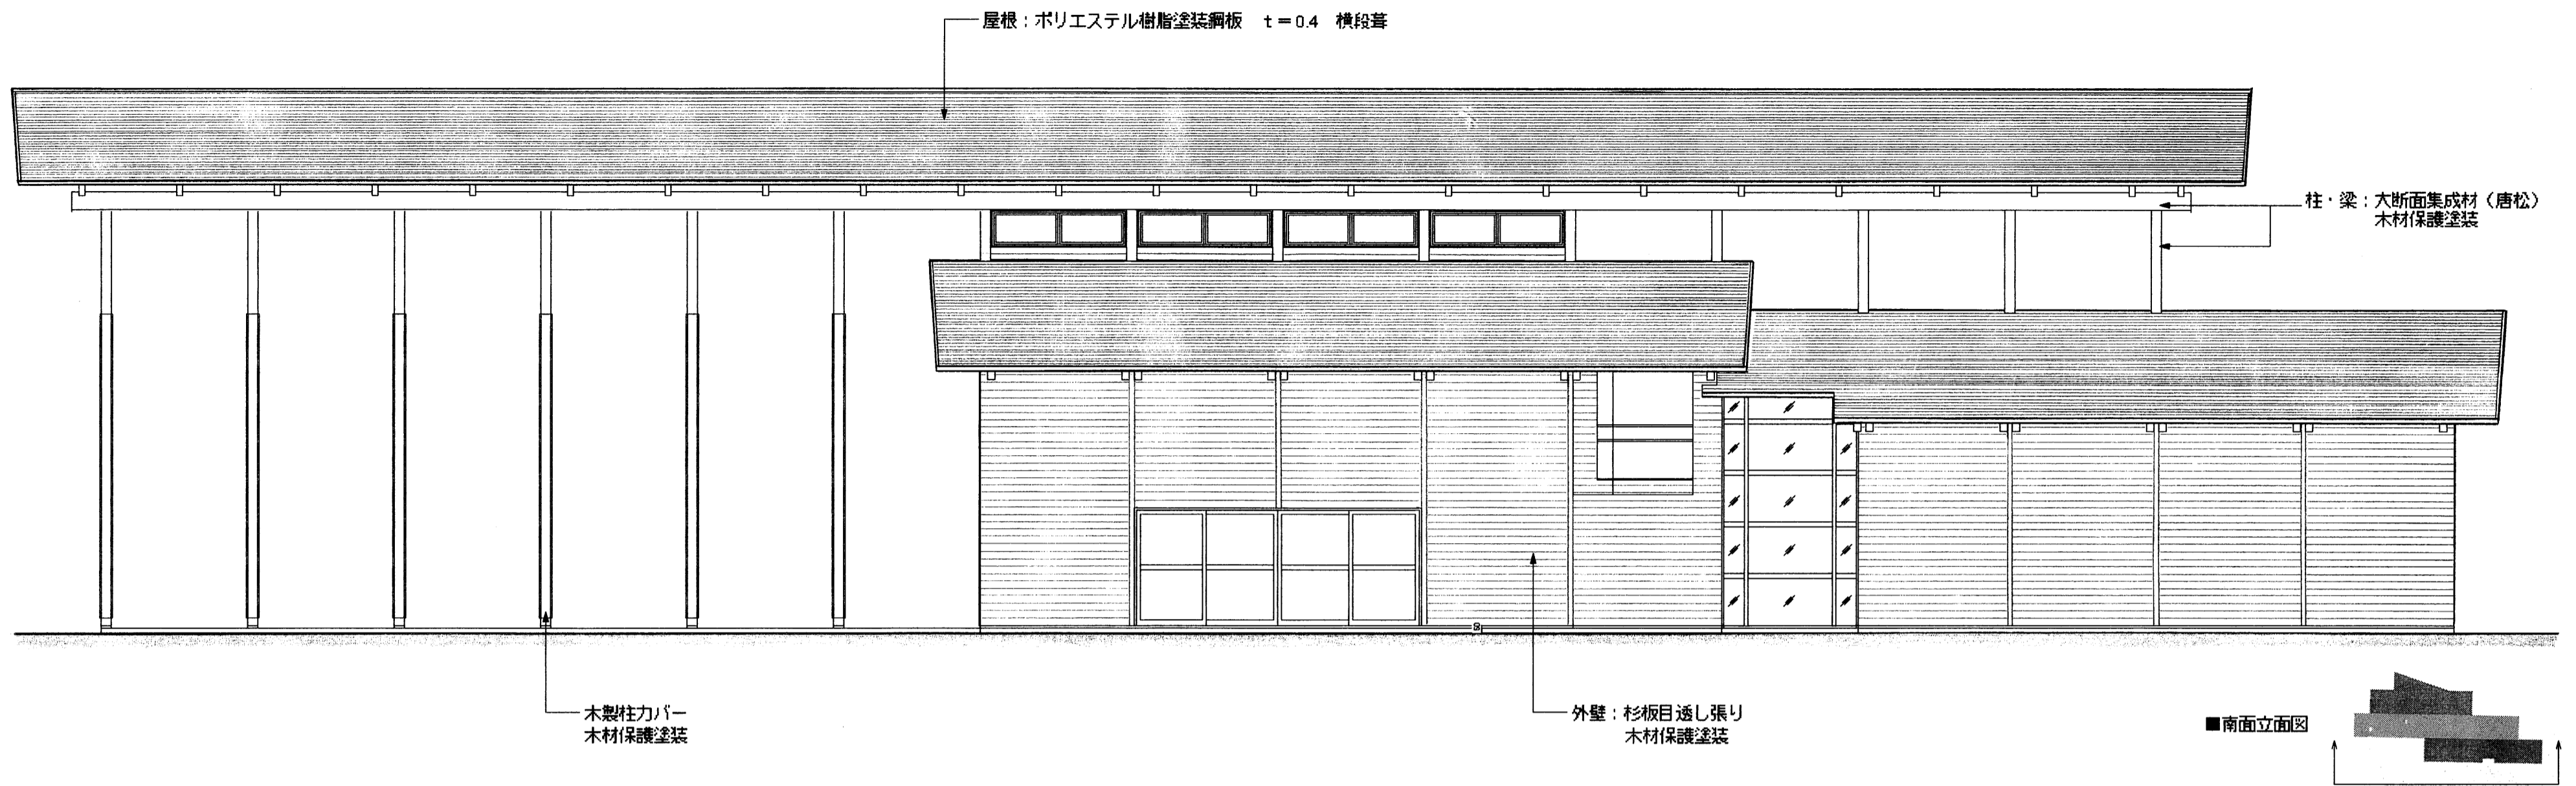 屋根：ポリエステル樹脂塗装鋼板　ｔ＝0.4　横段葺
柱・梁：大断面集成材（唐松）
木材保護塗装
木製柱カバー
木材保護塗装
外壁：杉板目透し張り
木材保護塗装
■南面立面図